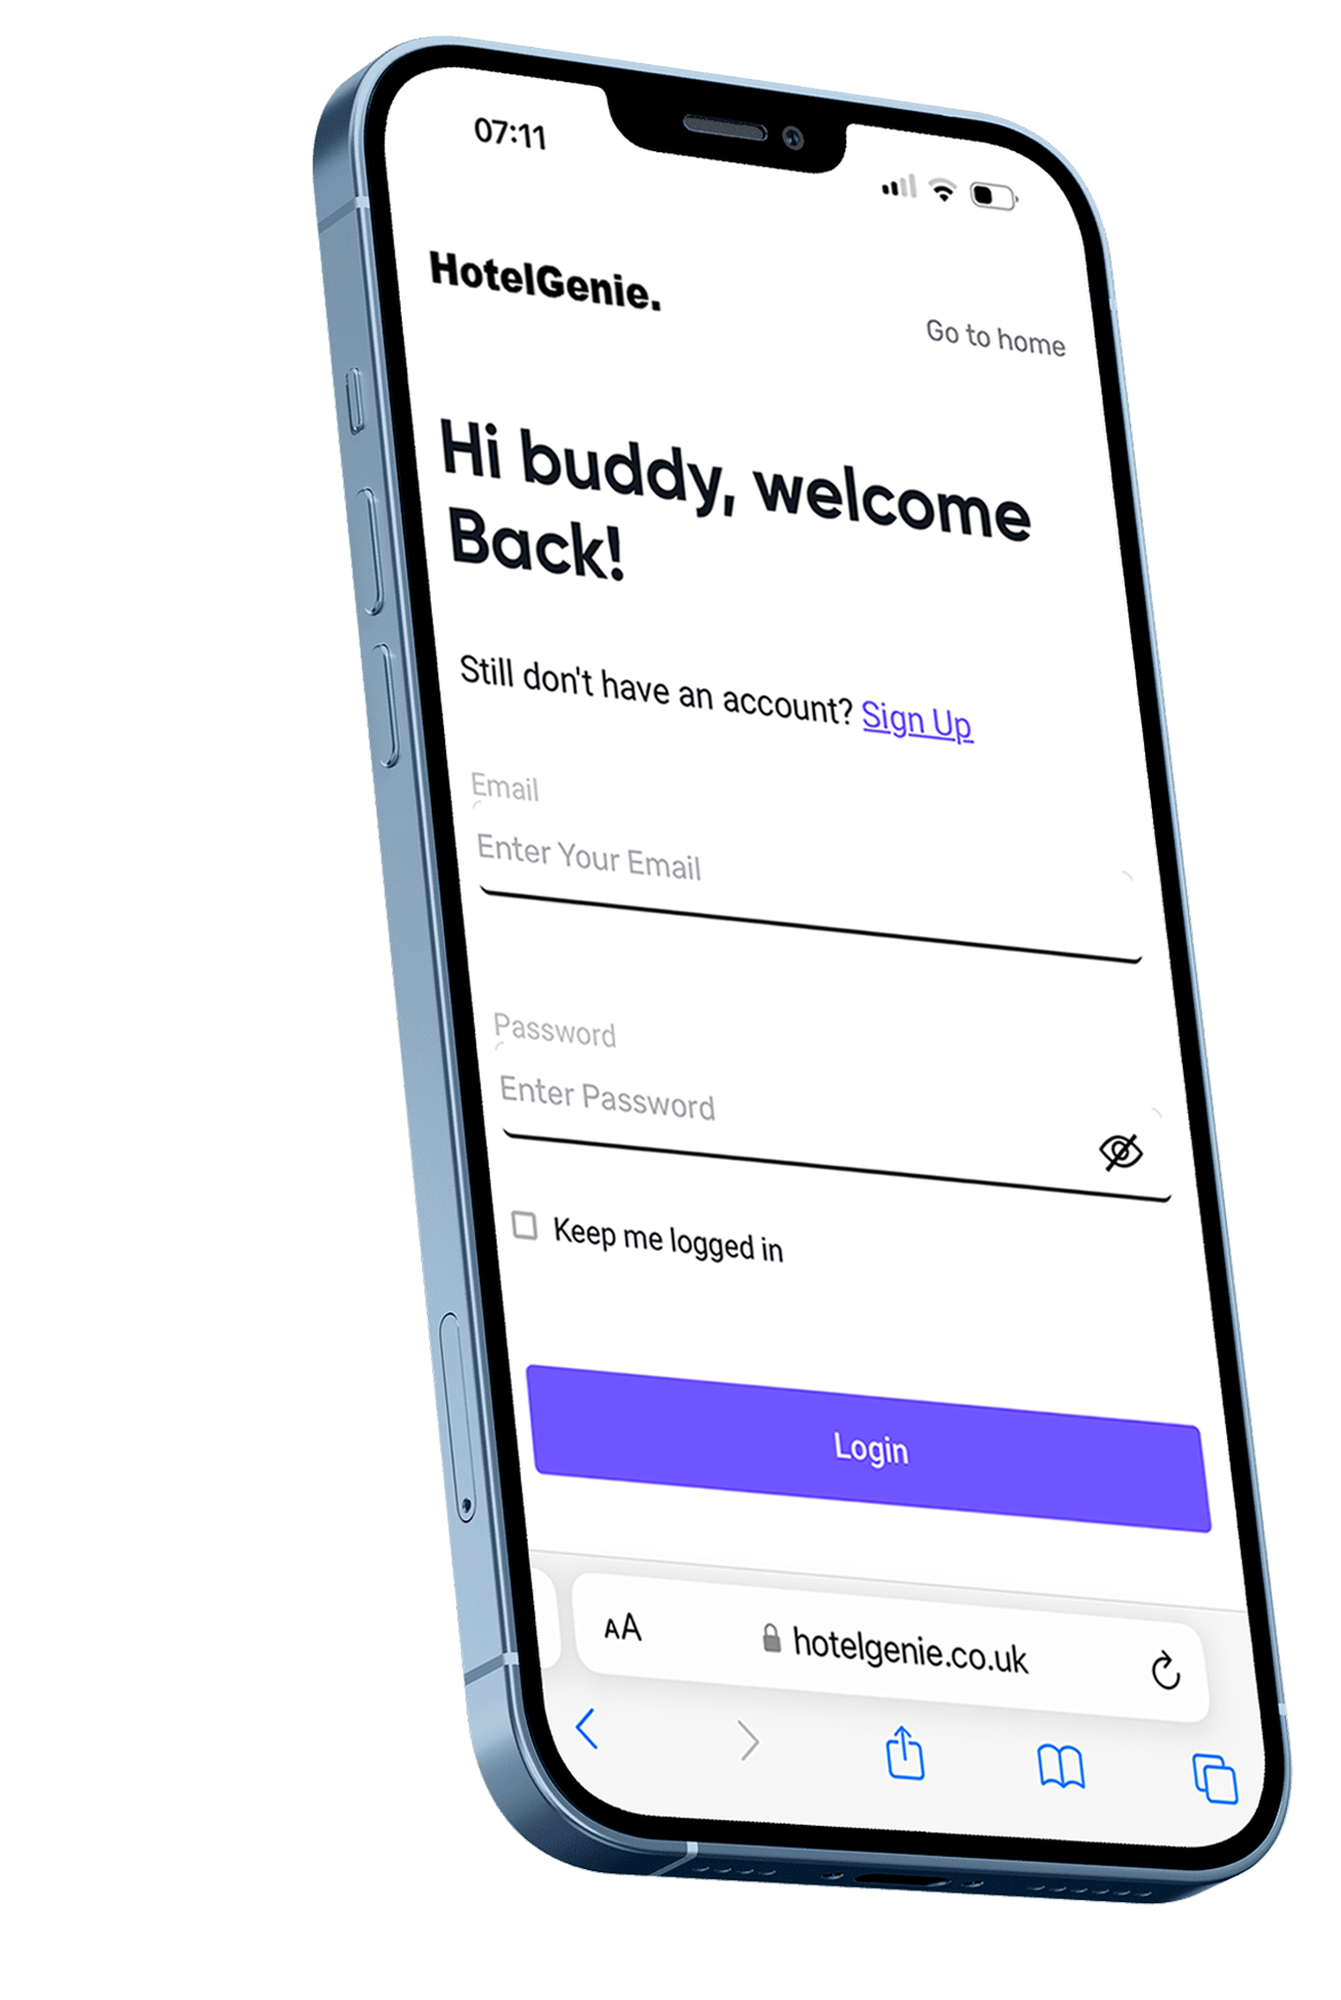 07:11
HotelGenie.
Go to home
Hi buddy, welcome
Back!
Still don't have an account? Sign Up
Email
Enter Your Email
Password
Enter Password
Keep me logged in
Login
AA hotelgenie.co.uk